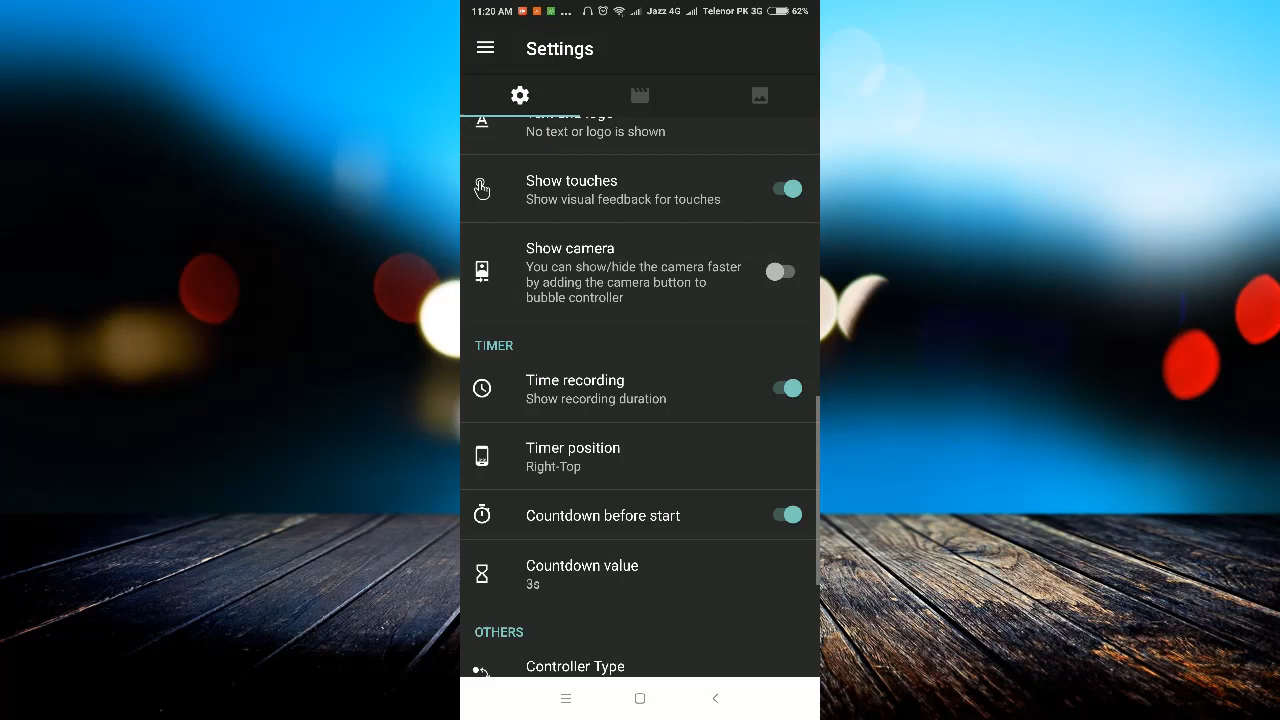 11:20 AM ... Jazz 4G Telenor PK 3G 62%
Settings
No text or logo is shown
Show touches
Show visual feedback for touches
Show camera
You can show/hide the camera faster
by adding the camera button to
bubble controller
TIMER
Time recording
Show recording duration
Timer position
Right-Top
Countdown before start
Countdown value
3s
OTHERS
Controller Type